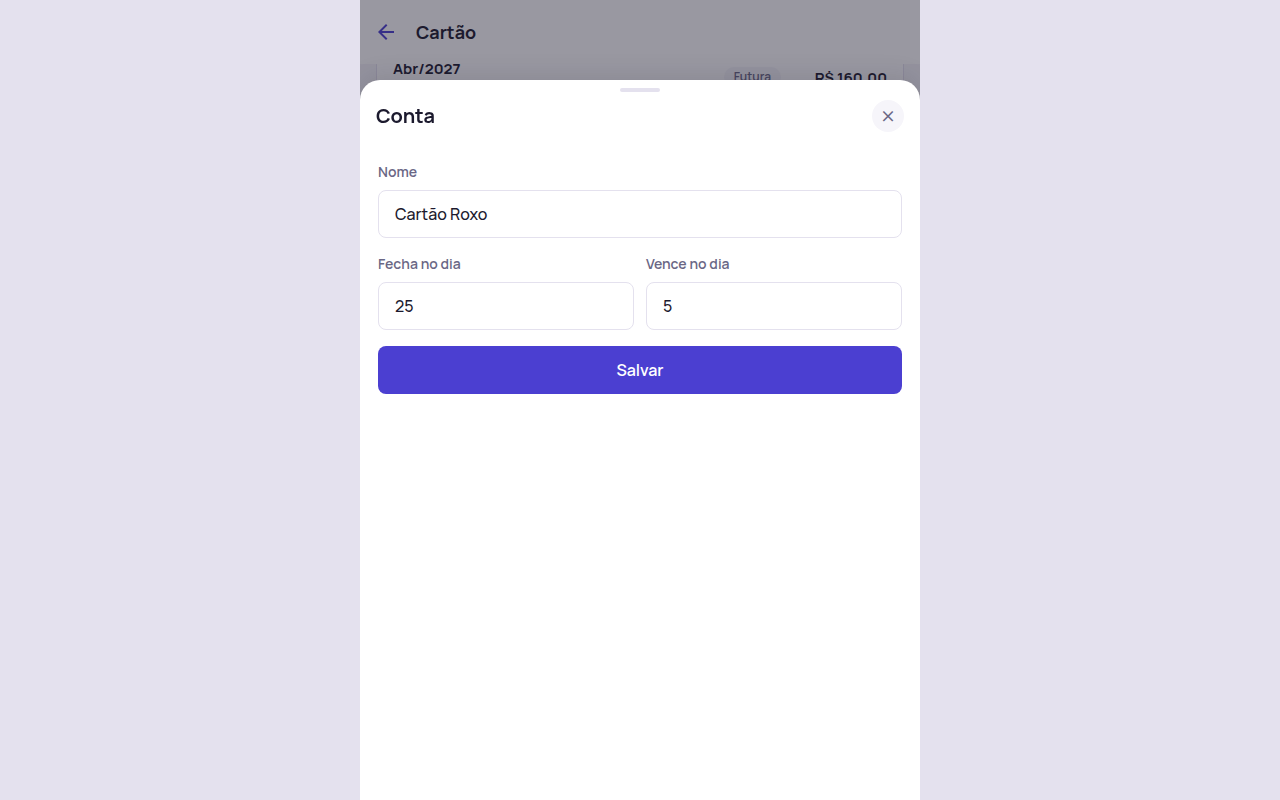 Cartão
Abr/2027
Futura
R$ 160,00
Conta
Nome
Cartão Roxo
Fecha no dia
Vence no dia
25
5
Salvar